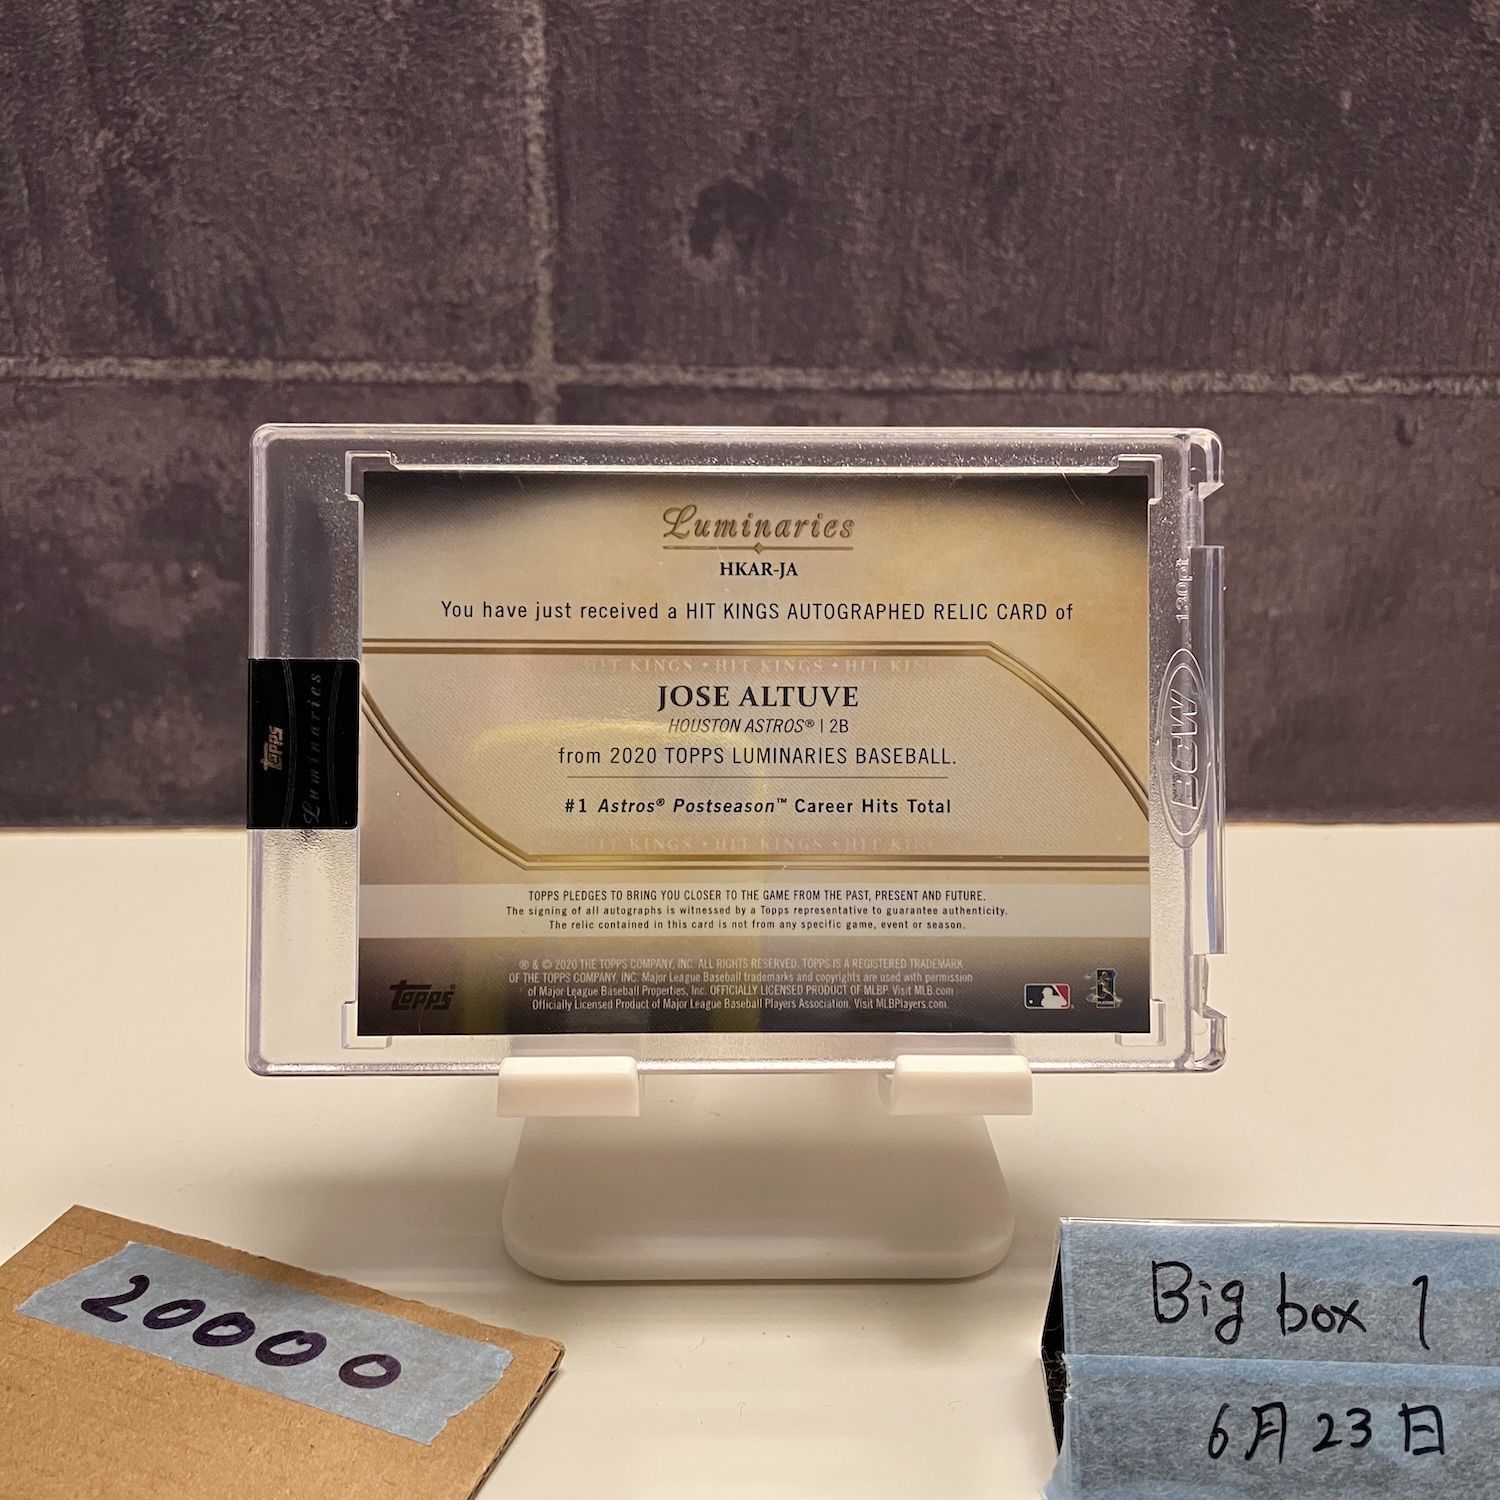 Luminaries
HKAR-JA
You have just received a HIT KINGS AUTOGRAPHED RELIC CARD of
HIT KINGS • HIT KINGS • HIT KIN
JOSE ALTUVE
HOUSTON ASTROS® | 2B
from 2020 TOPPS LUMINARIES BASEBALL.
#1 Astros® Postseason™ Career Hits Total
HIT KINGS • HIT KINGS • HIT KIN
TOPPS PLEDGES TO BRING YOU CLOSER TO THE GAME FROM THE PAST, PRESENT AND FUTURE.
The signing of all autographs is witnessed by a Topps representative to guarantee authenticity.
The relic contained in this card is not from any specific game, event or season.
® & © 2020 THE TOPPS COMPANY, INC. ALL RIGHTS RESERVED. TOPPS IS A REGISTERED TRADEMARK
OF THE TOPPS COMPANY, INC. Major League Baseball trademarks and copyrights are used with permission
of Major League Baseball Properties, Inc. OFFICIALLY LICENSED PRODUCT OF MLBP. Visit MLB.com
Officially Licensed Product of Major League Baseball Players Association. Visit MLBPlayers.com.
topps
topps
Luminaries
130pt
BCW
20000
Big box 1
6月23日